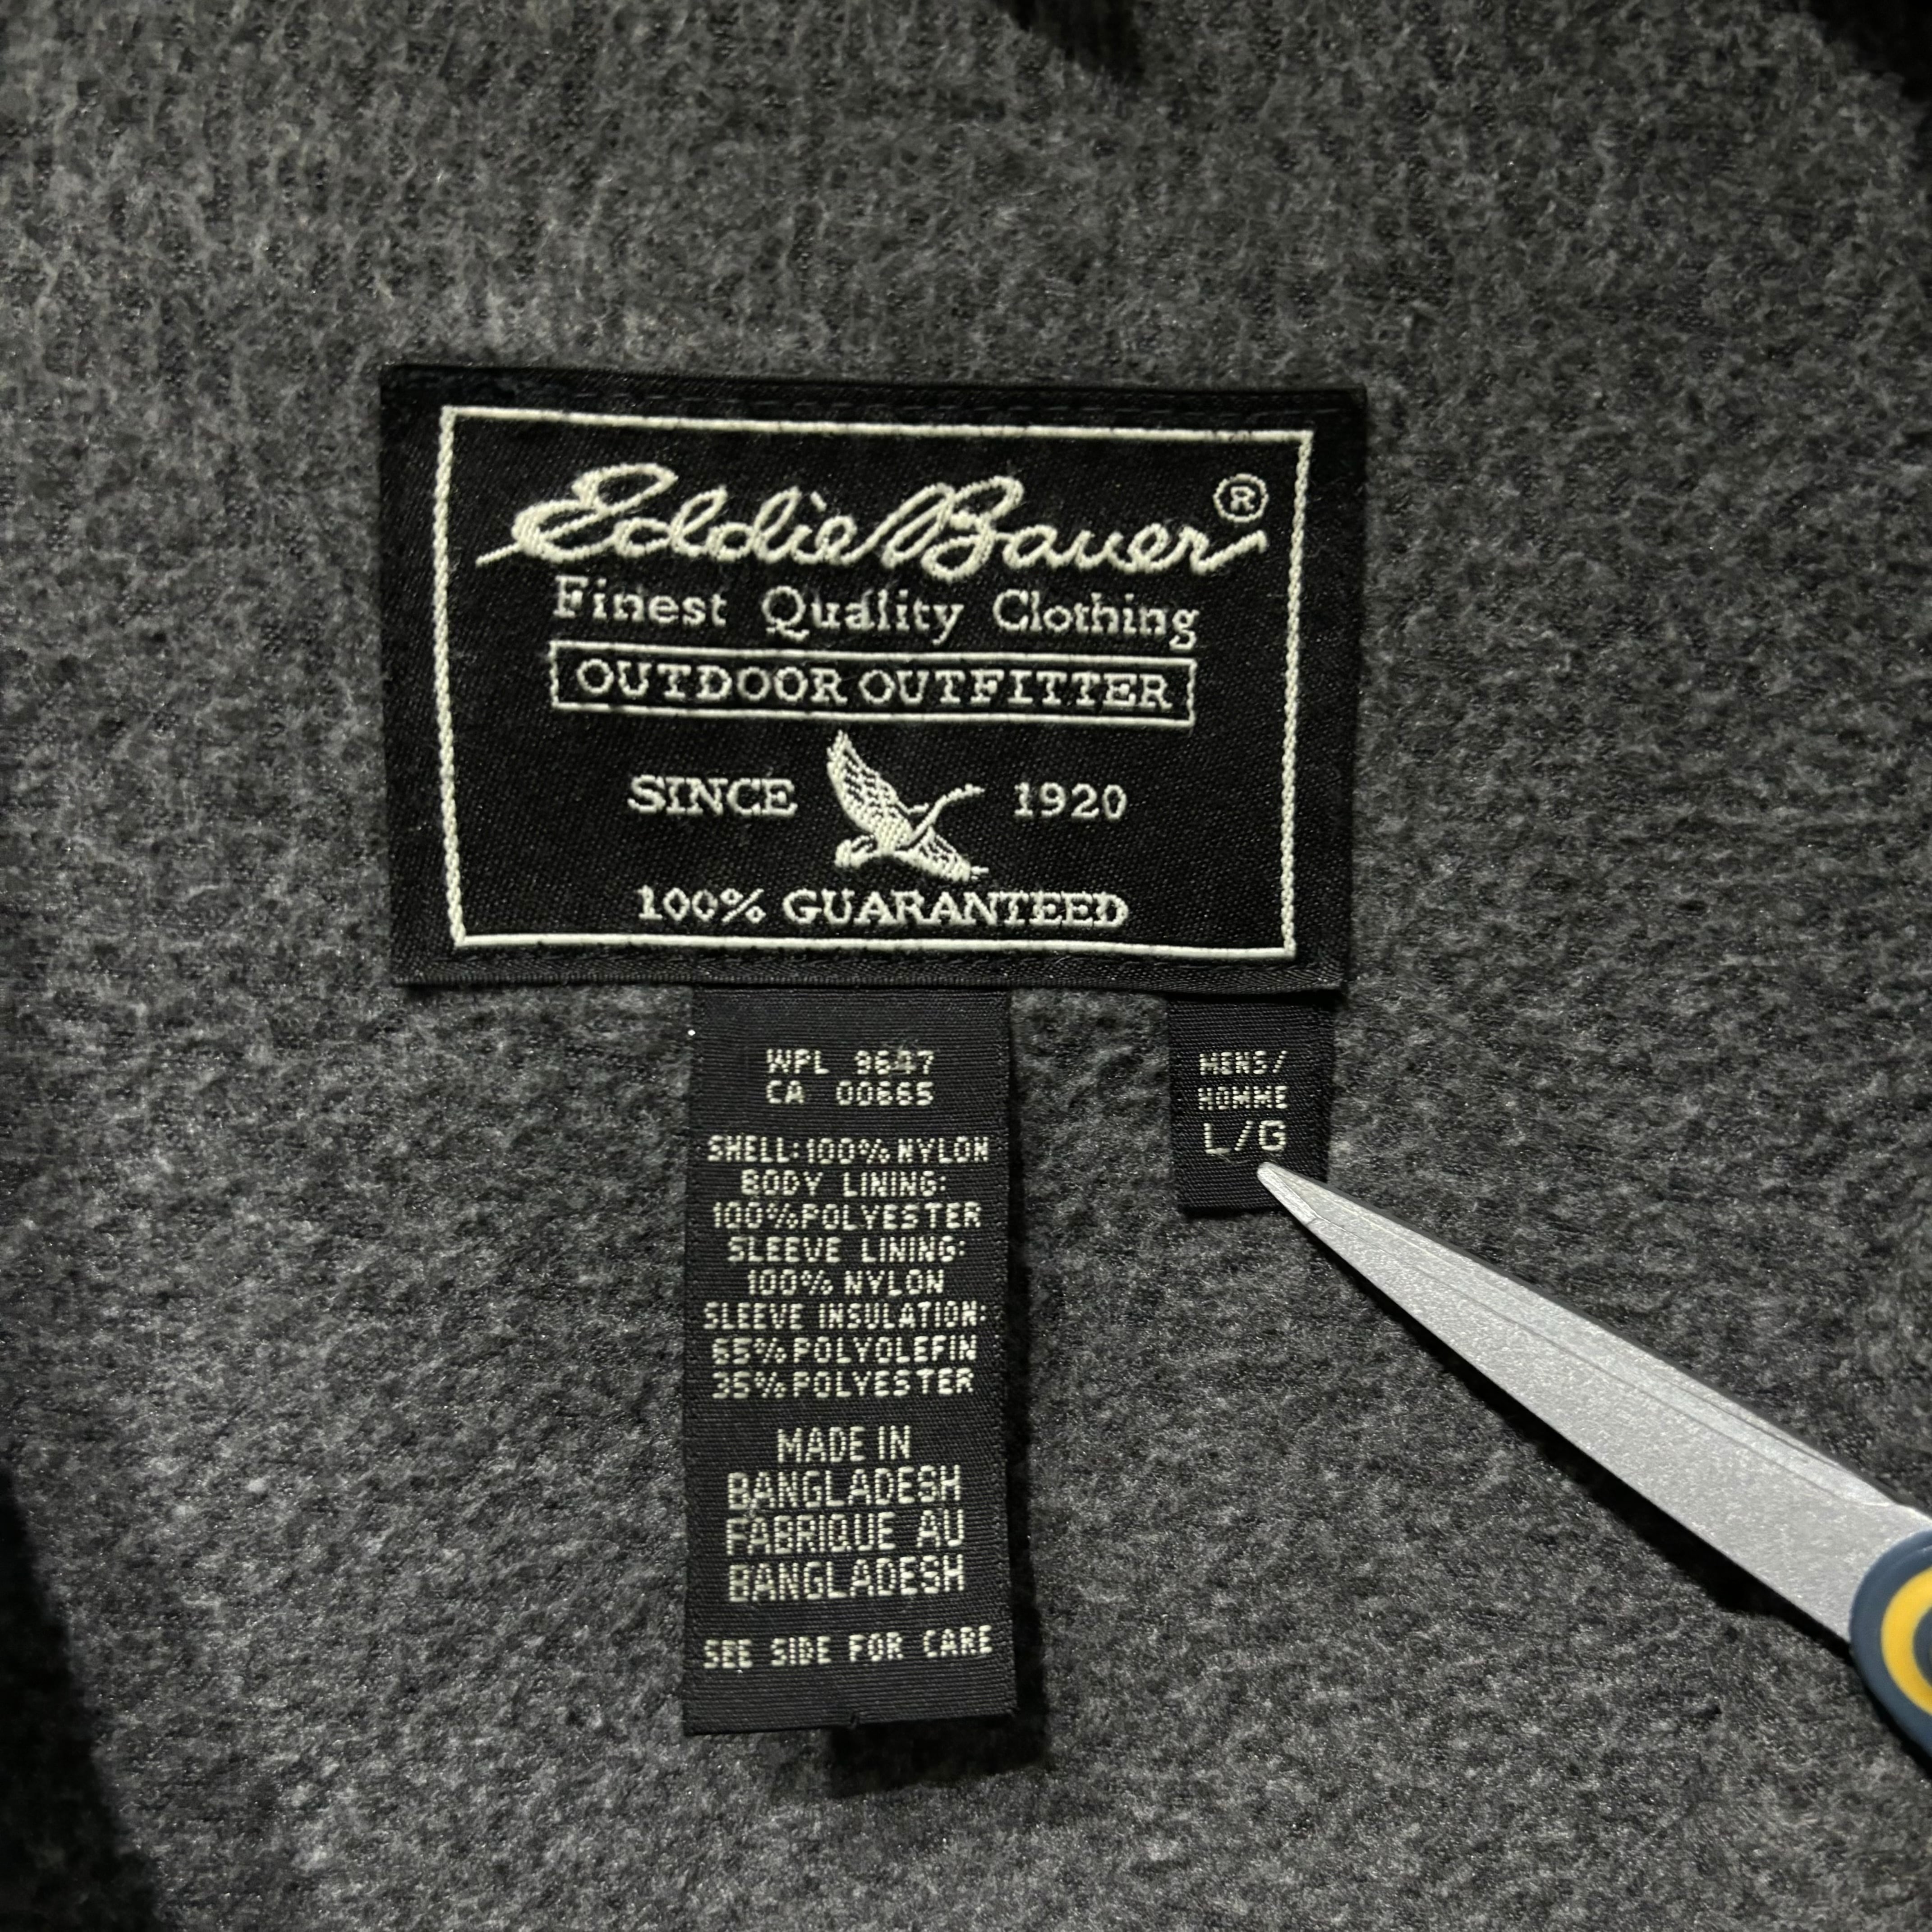 Eddie Bauer®
Finest Quality Clothing
OUTDOOR OUTFITTER
SINCE 1920
100% GUARANTEED
WPL 9647
CA 00665
SHELL: 100% NYLON
BODY LINING:
100% POLYESTER
SLEEVE LINING:
100% NYLON
SLEEVE INSULATION:
65% POLYOLEFIN
35% POLYESTER
MADE IN
BANGLADESH
FABRIQUE AU
BANGLADESH
SEE SIDE FOR CARE
MENS/
HOMME
L/G